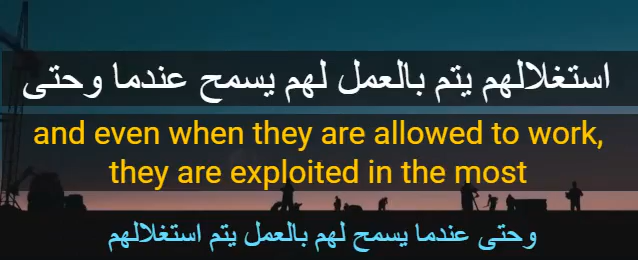 استغلالهم يتم بالعمل لهم يسمح عندما وحتى
and even when they are allowed to work,
they are exploited in the most
وحتى عندما يسمح لهم بالعمل يتم استغلالهم